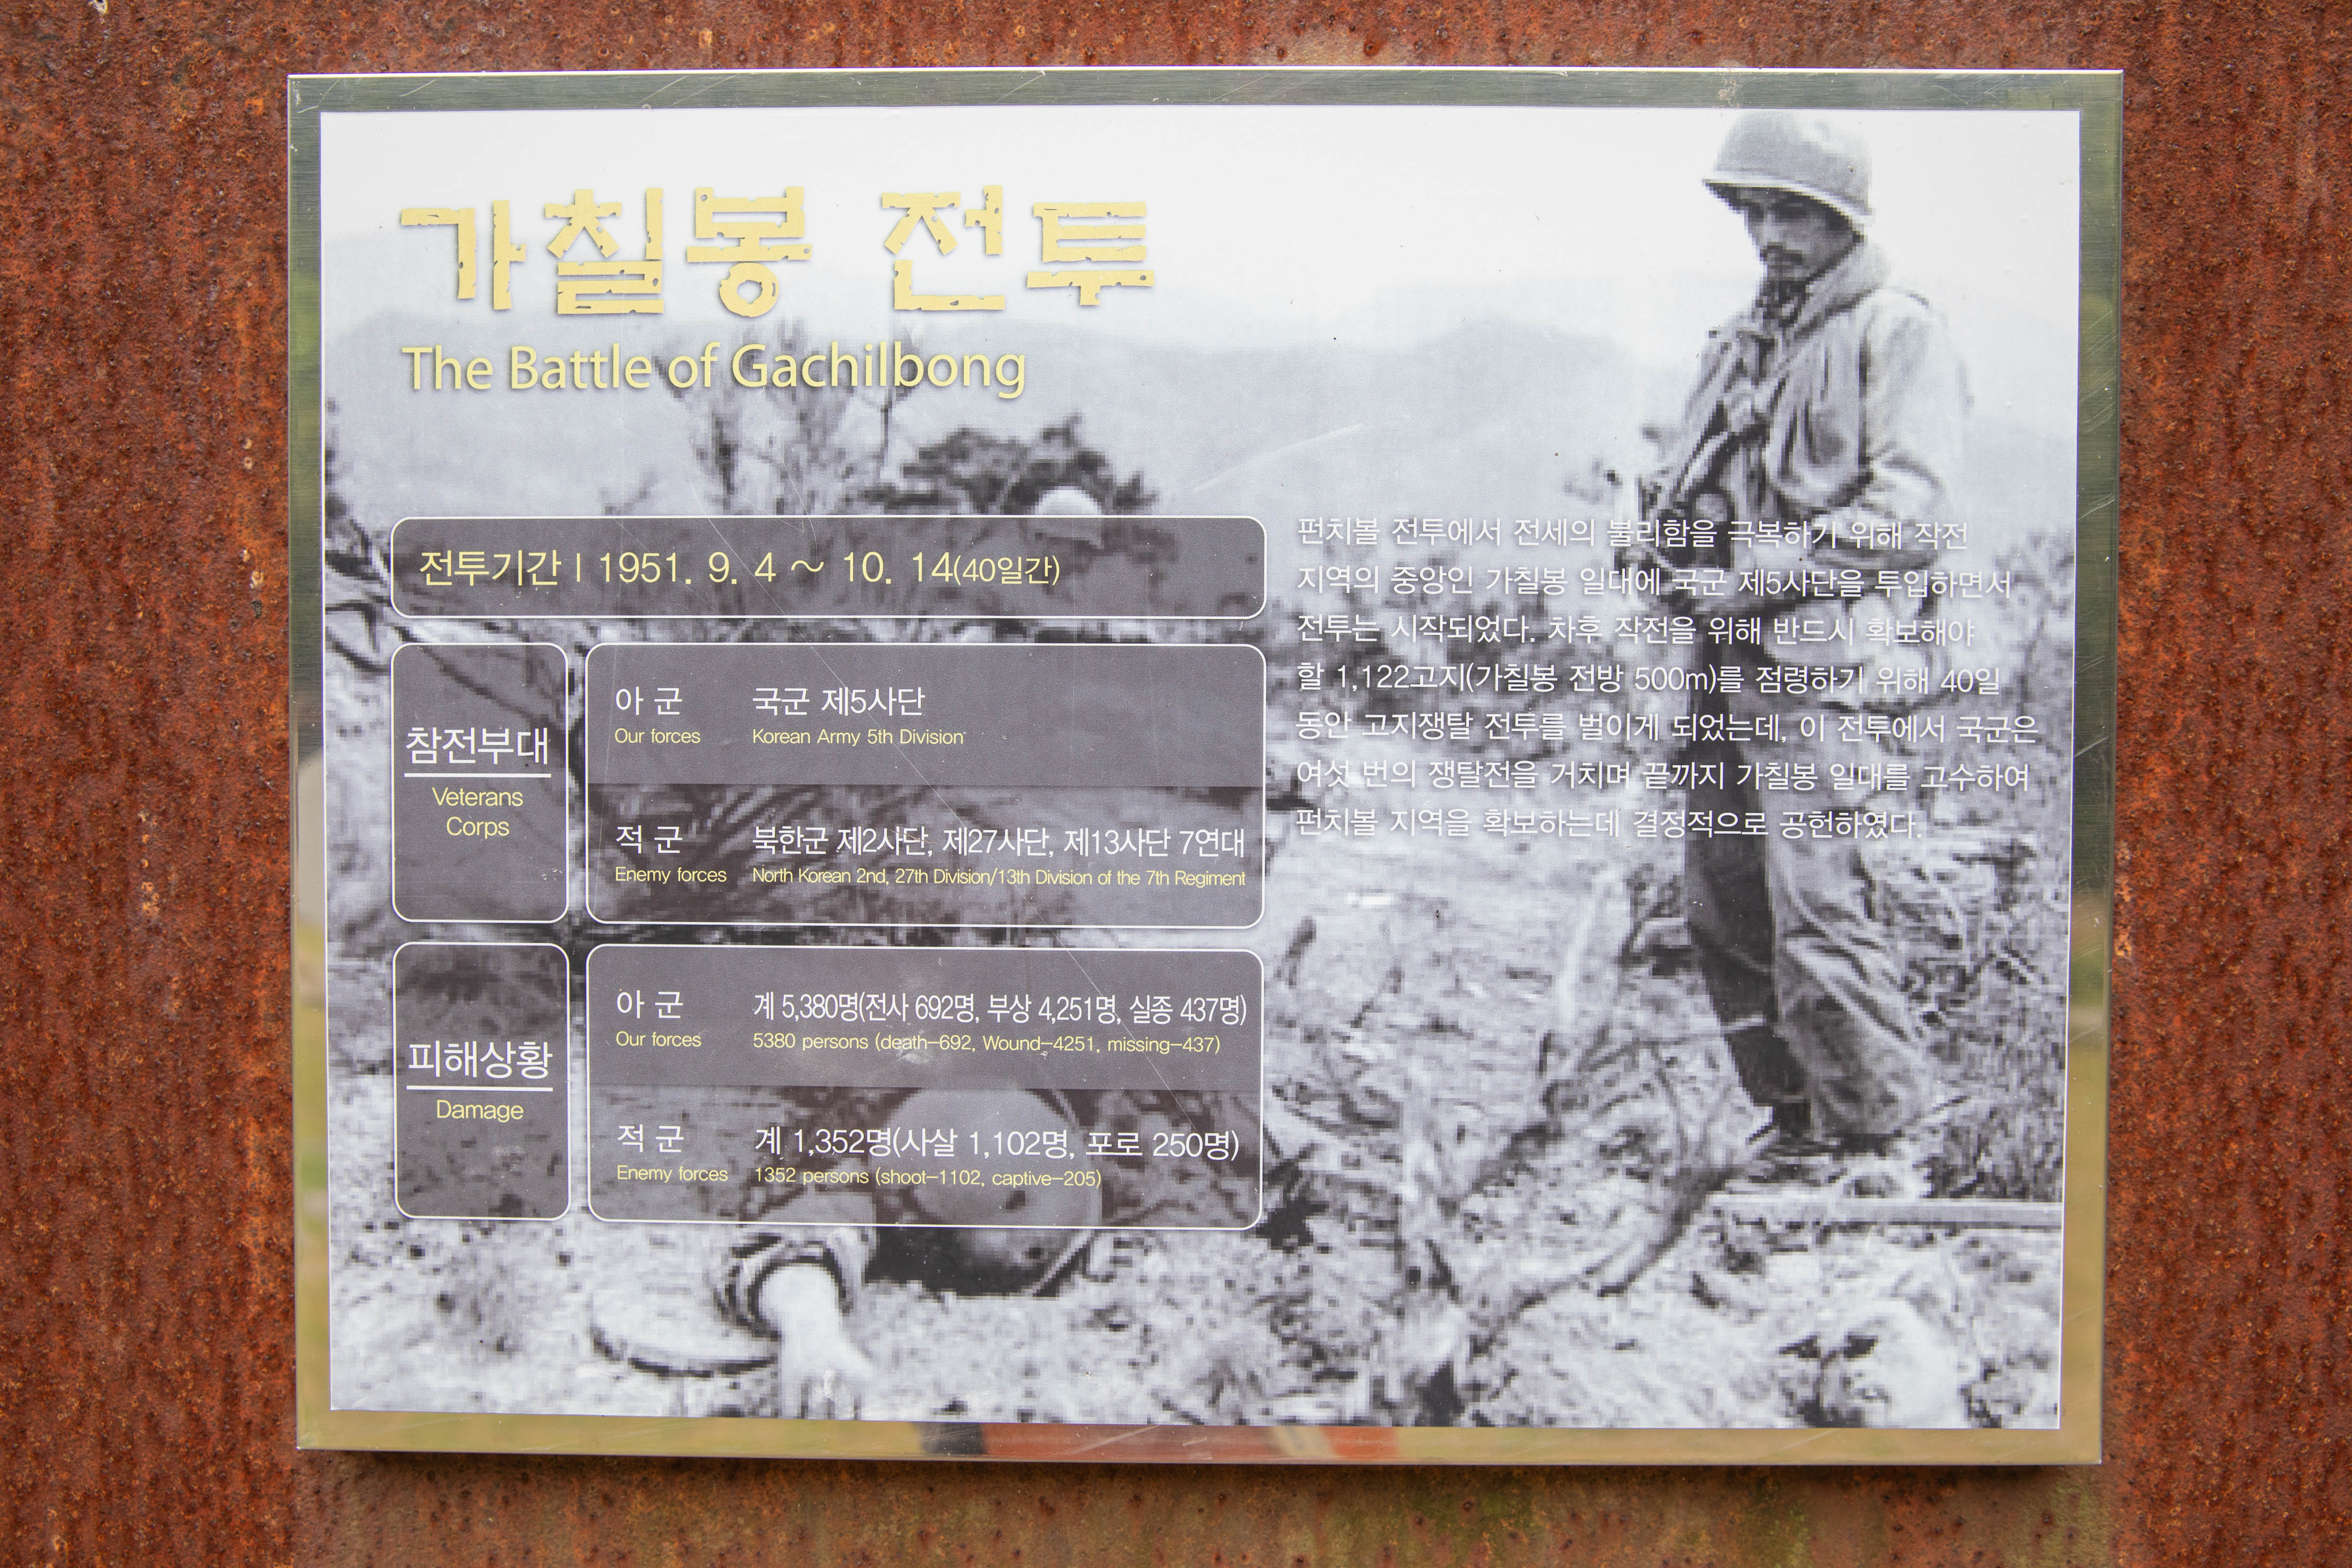 가칠봉 전투
The Battle of Gachilbong
전투기간 | 1951. 9. 4 ~ 10. 14(40일간)
참전부대
Veterans
Corps
아 군 국군 제5사단
Our forces Korean Army 5th Division
적 군 북한군 제2사단, 제27사단, 제13사단 7연대
Enemy forces North Korean 2nd, 27th Division/13th Division of the 7th Regiment
피해상황
Damage
아 군 계 5,380명(전사 692명, 부상 4,251명, 실종 437명)
Our forces 5380 persons (death-692, Wound-4251, missing-437)
적 군 계 1,352명(사살 1,102명, 포로 250명)
Enemy forces 1352 persons (shoot-1102, captive-205)
펀치볼 전투에서 전세의 불리함을 극복하기 위해 작전
지역의 중앙인 가칠봉 일대에 국군 제5사단을 투입하면서
전투는 시작되었다. 차후 작전을 위해 반드시 확보해야
할 1,122고지(가칠봉 전방 500m)를 점령하기 위해 40일
동안 고지쟁탈 전투를 벌이게 되었는데, 이 전투에서 국군은
여섯 번의 쟁탈전을 거치며 끝까지 가칠봉 일대를 고수하여
펀치볼 지역을 확보하는데 결정적으로 공헌하였다.